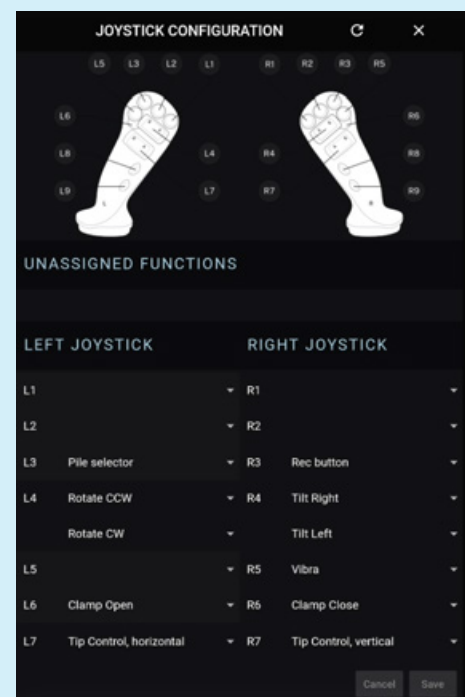 JOYSTICK CONFIGURATION
L5 L3 L2 L1 R1 R2 R3 R5
L6 R6
L8 L4 R4 R8
L9 L7 R7 R9
L R
UNASSIGNED FUNCTIONS
LEFT JOYSTICK RIGHT JOYSTICK
L1 R1
L2 R2
L3 Pile selector R3 Rec button
L4 Rotate CCW R4 Tilt Right
Rotate CW Tilt Left
L5 R5 Vibra
L6 Clamp Open R6 Clamp Close
L7 Tip Control, horizontal R7 Tip Control, vertical
Cancel Save